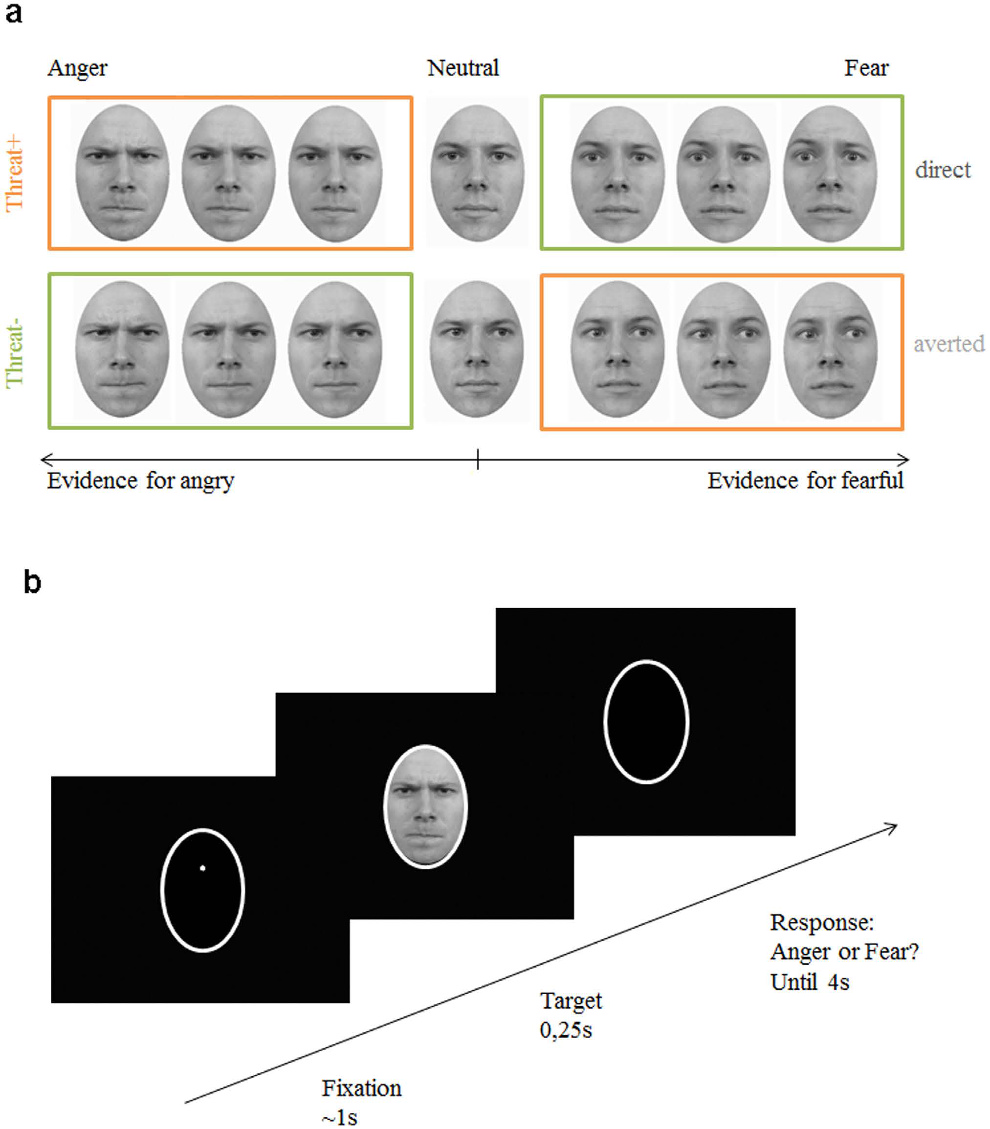 a
Anger
Neutral
Fear
Threat+
direct
Threat-
averted
Evidence for angry
Evidence for fearful
b
Response:
Anger or Fear?
Until 4s
Target
0,25s
Fixation
~1s